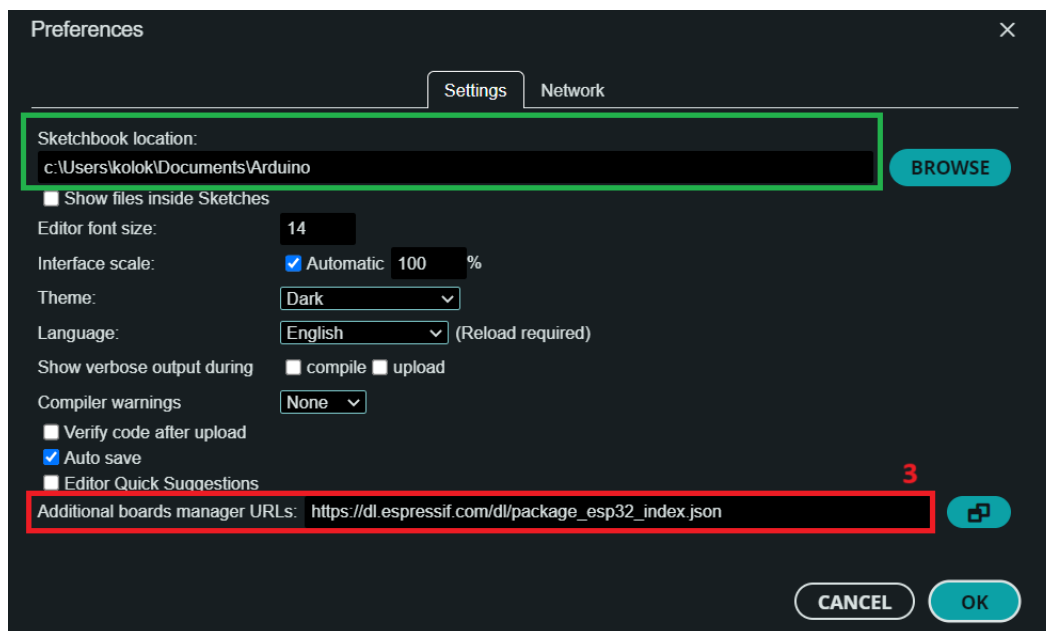 Preferences
Settings Network
Sketchbook location:
c:\Users\kolok\Documents\Arduino
BROWSE
Show files inside Sketches
Editor font size: 14
Interface scale: Automatic 100 %
Theme: Dark
Language: English (Reload required)
Show verbose output during compile upload
Compiler warnings None
Verify code after upload
Auto save
Editor Quick Suggestions
3
Additional boards manager URLs: https://dl.espressif.com/dl/package_esp32_index.json
CANCEL OK